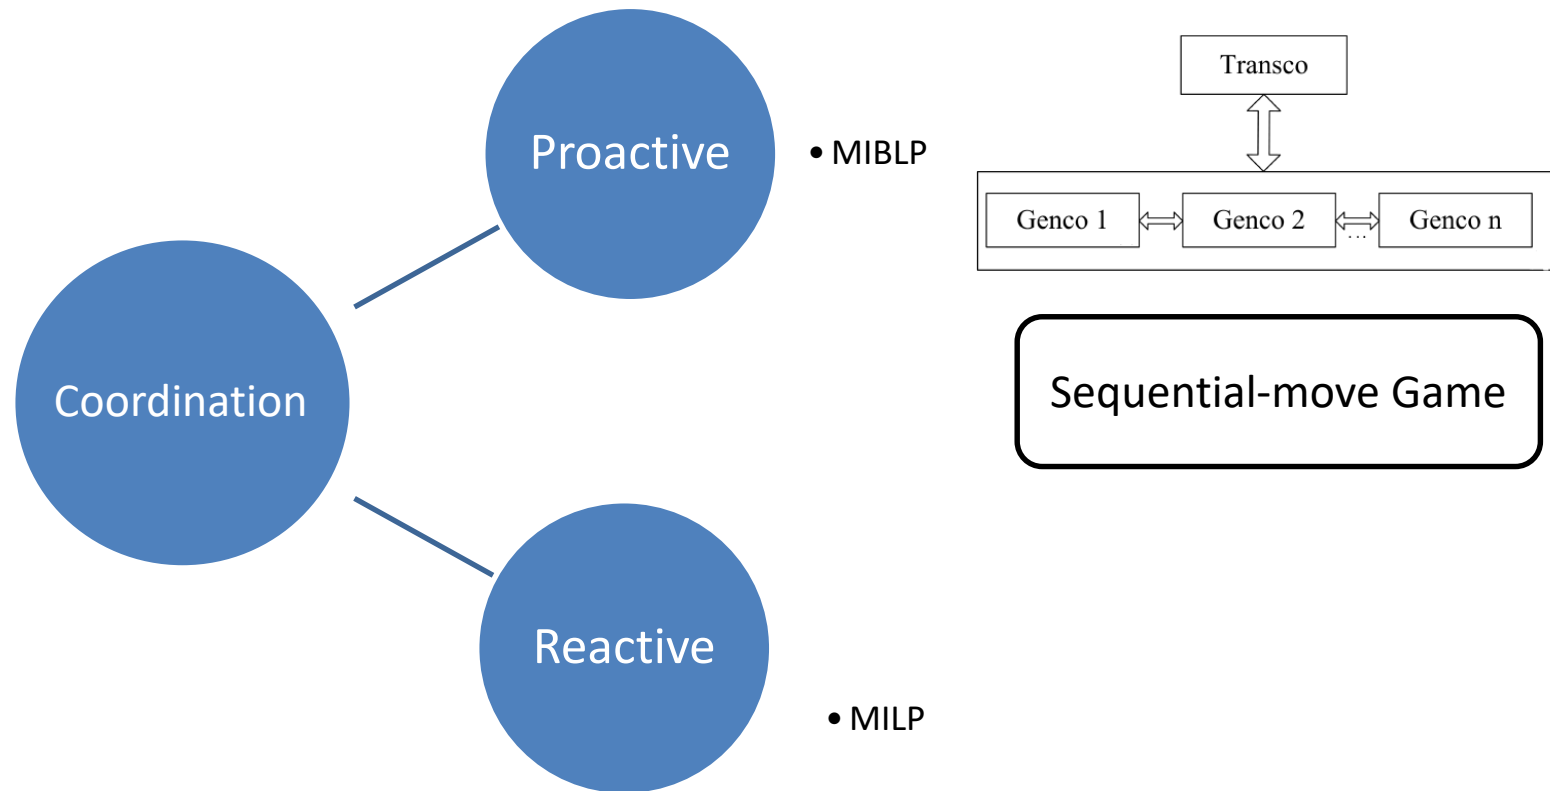 Coordination
Proactive
• MIBLP
Reactive
• MILP
Transco
Genco 1
Genco 2
...
Genco n
Sequential-move Game